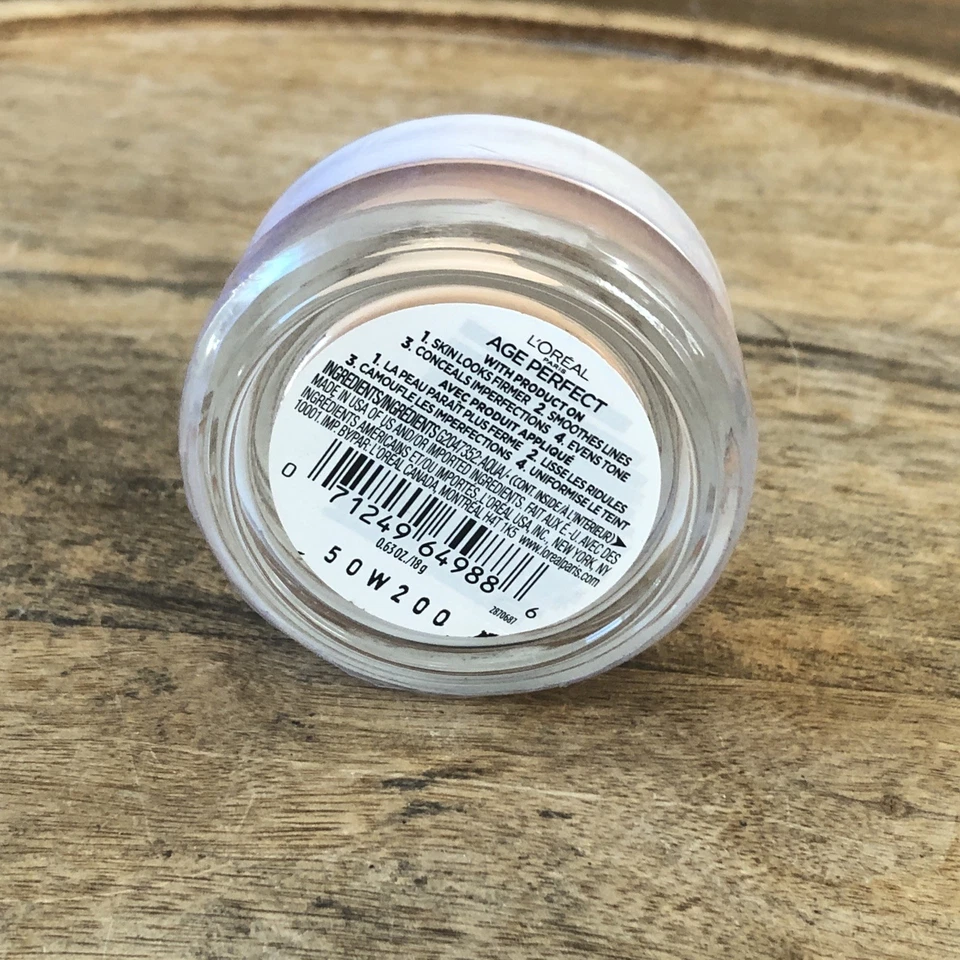 L'ORÉAL
PARIS
AGE PERFECT
WITH PRODUCT ON
1. SKIN LOOKS FIRMER 2. SMOOTHES LINES
3. CONCEALS IMPERFECTIONS 4. EVENS TONE
AVEC PRODUIT APPLIQUÉ
1. LA PEAU PARAÎT PLUS FERME 2. LISSE LES RIDULES
3. CAMOUFLE LES IMPERFECTIONS 4. UNIFORMISE LE TEINT
INGREDIENTS/INGRÉDIENTS: G2047352-AQUA/- (CONT. INSIDE À L'INTÉRIEUR)
MADE IN USA OF US AND/OR IMPORTED INGREDIENTS. FAIT AUX É.-U. AVEC DES
INGRÉDIENTS AMÉRICAINS ET/OU IMPORTÉS. L'ORÉAL USA, INC., NEW YORK, NY
10001. IMP. BY/PAR: L'ORÉAL CANADA, MONTRÉAL H4T 1K5 www.lorealparis.com
0 71249 64988 6
0.63 OZ./18 g
2870687
50W200